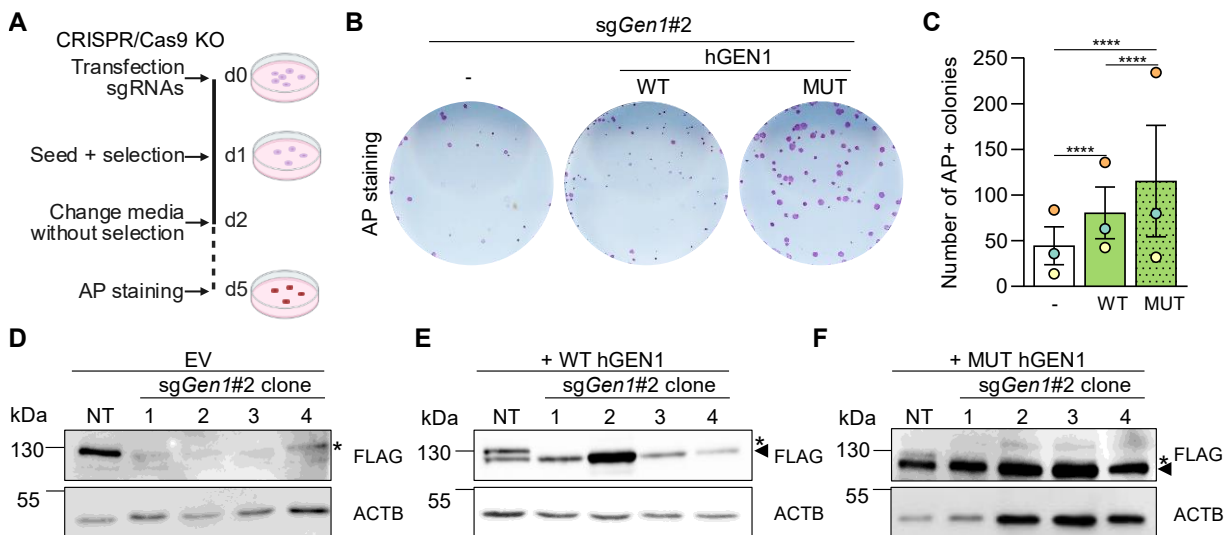 A
CRISPR/Cas9 KO
Transfection
sgRNAs
d0
Seed + selection
d1
Change media
without selection
d2
AP staining
d5
B
sgGen1#2
hGEN1
-
WT
MUT
AP staining
C
Number of AP+ colonies
250
200
150
100
50
0
****
****
****
-
WT
MUT
D
EV
sgGen1#2 clone
kDa
NT
1
2
3
4
130
*
FLAG
55
ACTB
E
+ WT hGEN1
sgGen1#2 clone
kDa
NT
1
2
3
4
130
*
FLAG
55
ACTB
F
+ MUT hGEN1
sgGen1#2 clone
kDa
NT
1
2
3
4
130
*
FLAG
55
ACTB